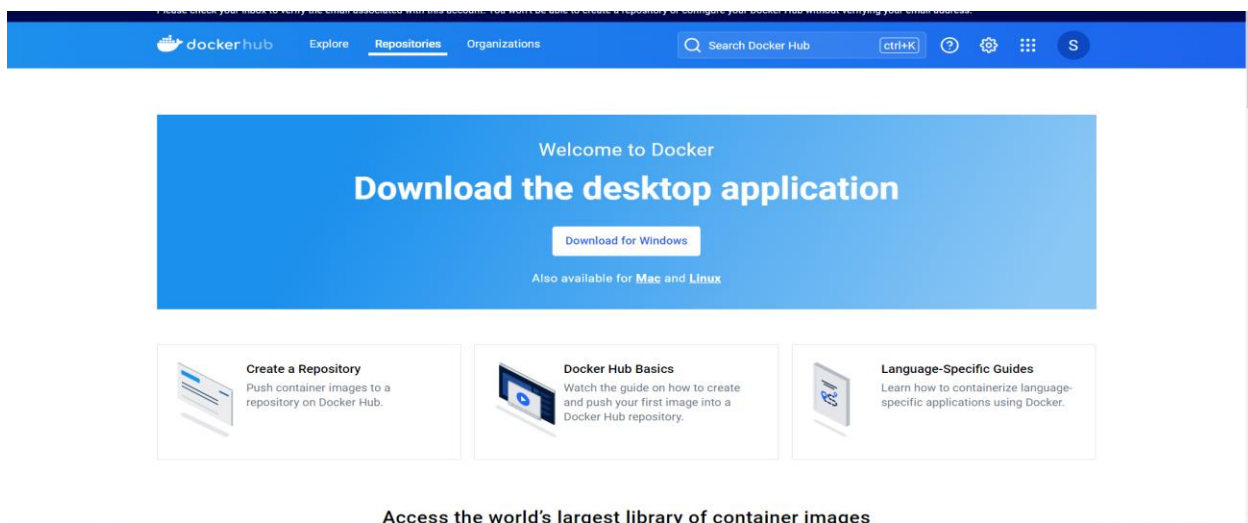 Please check your inbox to verify the email associated with this account. You won't be able to create a repository or configure your Docker Hub without verifying your email address.
dockerhub Explore Repositories Organizations Search Docker Hub ctrl+K ? S
Welcome to Docker
Download the desktop application
Download for Windows
Also available for Mac and Linux
Create a Repository
Push container images to a
repository on Docker Hub.
Docker Hub Basics
Watch the guide on how to create
and push your first image into a
Docker Hub repository.
Language-Specific Guides
Learn how to containerize language-
specific applications using Docker.
Access the world's largest library of container images